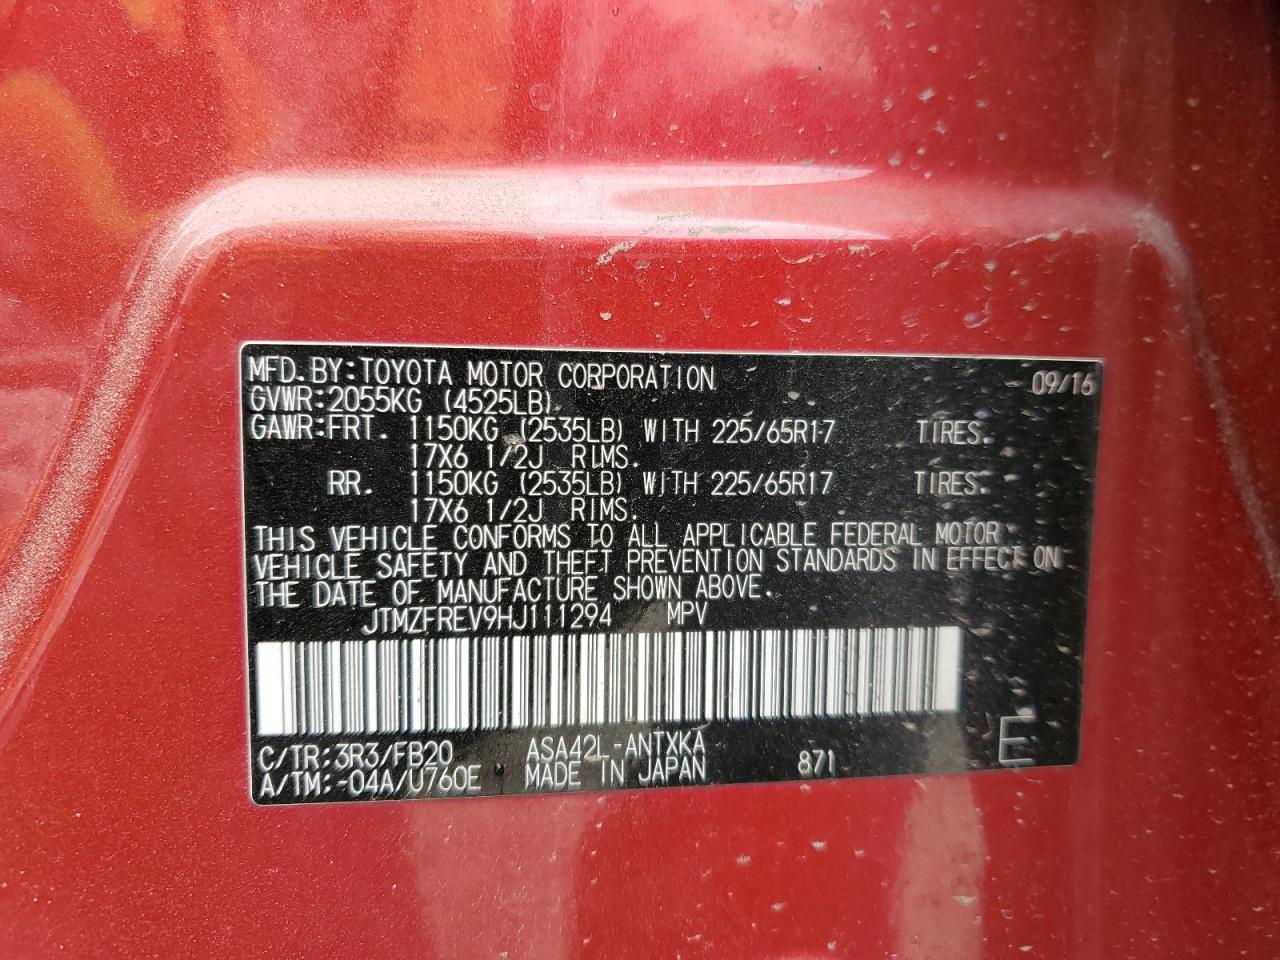 MFD.BY:TOYOTA MOTOR CORPORATION 09/16
GVWR:2055KG (4525LB)
GAWR:FRT. 1150KG (2535LB) WITH 225/65R17 TIRES.
17X6 1/2J RIMS.
RR. 1150KG (2535LB) WITH 225/65R17 TIRES.
17X6 1/2J RIMS.
THIS VEHICLE CONFORMS TO ALL APPLICABLE FEDERAL MOTOR
VEHICLE SAFETY AND THEFT PREVENTION STANDARDS IN EFFECT ON
THE DATE OF MANUFACTURE SHOWN ABOVE.
JTMZFREV9HJ111294 MPV
C/TR:3R3/FB20 ASA42L-ANTXKA 871 E
A/TM:-04A/U760E MADE IN JAPAN